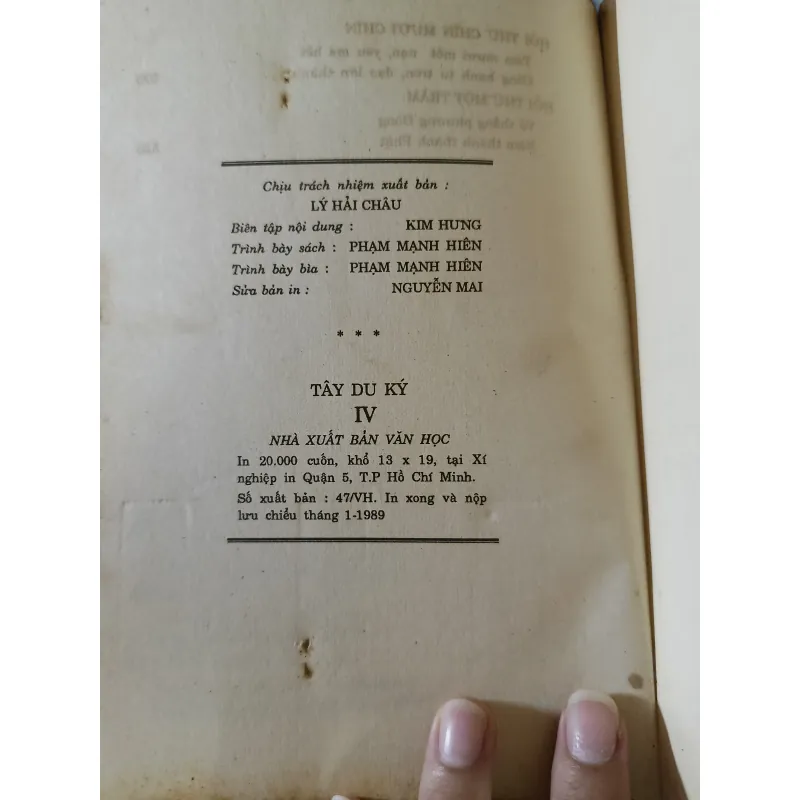 Chịu trách nhiệm xuất bản :
LÝ HẢI CHÂU
Biên tập nội dung : KIM HƯNG
Trình bày sách : PHẠM MẠNH HIÊN
Trình bày bìa : PHẠM MẠNH HIÊN
Sửa bản in : NGUYỄN MAI
* * *
TÂY DU KÝ
IV
NHÀ XUẤT BẢN VĂN HỌC
In 20.000 cuốn, khổ 13 x 19, tại Xí
nghiệp in Quận 5, T.P Hồ Chí Minh.
Số xuất bản : 47/VH. In xong và nộp
lưu chiểu tháng 1-1989